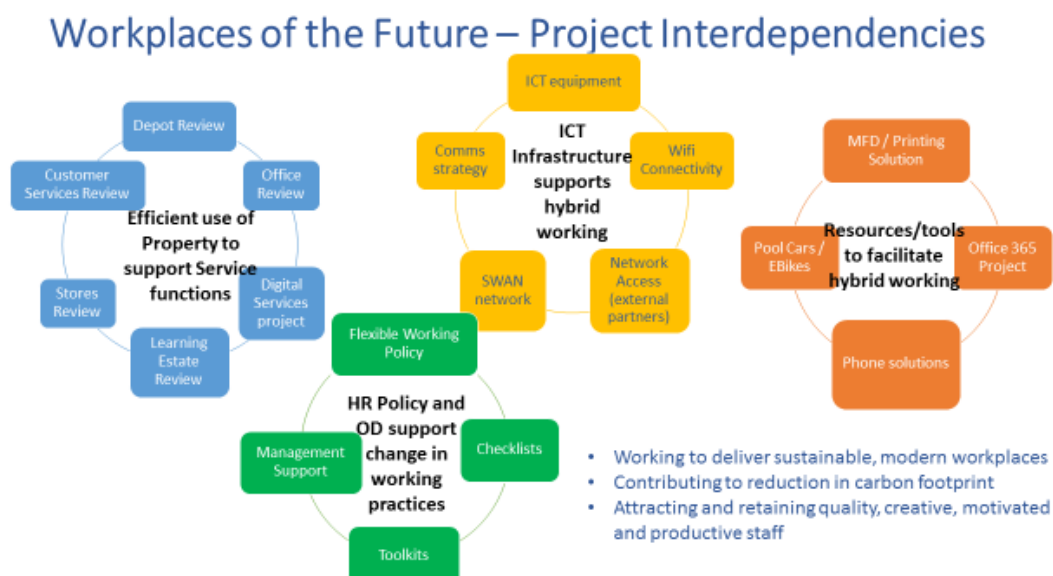 Workplaces of the Future – Project Interdependencies
Depot Review
Customer
Services Review
Office
Review
Efficient use of
Property to
support Service
functions
Stores
Review
Digital
Services
project
Learning
Estate
Review
ICT equipment
Comms
strategy
ICT
Infrastructure
supports
hybrid
working
Wifi
Connectivity
SWAN
network
Network
Access
(external
partners)
MFD / Printing
Solution
Pool Cars /
EBikes
Resources/tools
to facilitate
hybrid working
Office 365
Project
Phone solutions
Flexible Working
Policy
HR Policy and
OD support
change in
working
practices
Management
Support
Checklists
Toolkits
• Working to deliver sustainable, modern workplaces
• Contributing to reduction in carbon footprint
• Attracting and retaining quality, creative, motivated
and productive staff